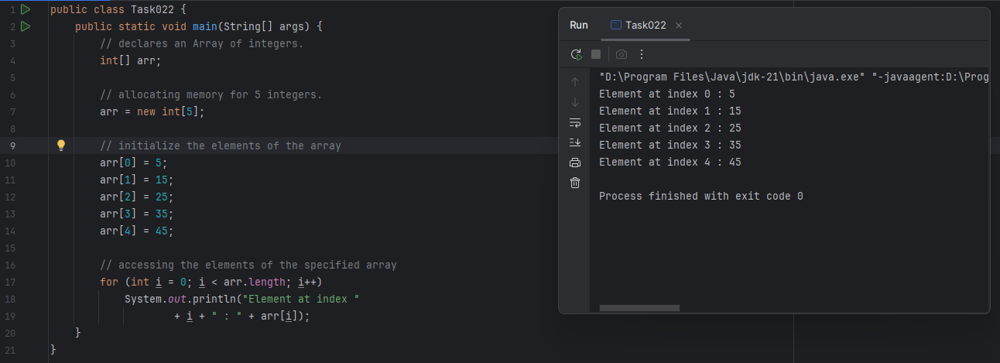 1 public class Task022 {
2 public static void main(String[] args) {
3 // declares an Array of integers.
4 int[] arr;
5
6 // allocating memory for 5 integers.
7 arr = new int[5];
8
9 // initialize the elements of the array
10 arr[0] = 5;
11 arr[1] = 15;
12 arr[2] = 25;
13 arr[3] = 35;
14 arr[4] = 45;
15
16 // accessing the elements of the specified array
17 for (int i = 0; i < arr.length; i++)
18 System.out.println("Element at index "
19 + i + " : " + arr[i]);
20 }
21 }
Run Task022
"D:\Program Files\Java\jdk-21\bin\java.exe" "-javaagent:D:\Prog
Element at index 0 : 5
Element at index 1 : 15
Element at index 2 : 25
Element at index 3 : 35
Element at index 4 : 45
Process finished with exit code 0